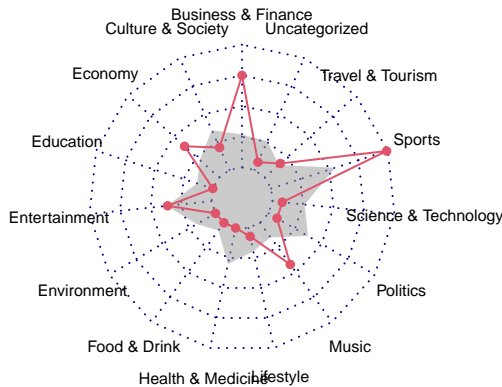 Business & Finance
Culture & Society
Uncategorized
Economy
Travel & Tourism
Education
Sports
Entertainment
Science & Technology
Environment
Politics
Food & Drink
Music
Health & Medicine
Lifestyle